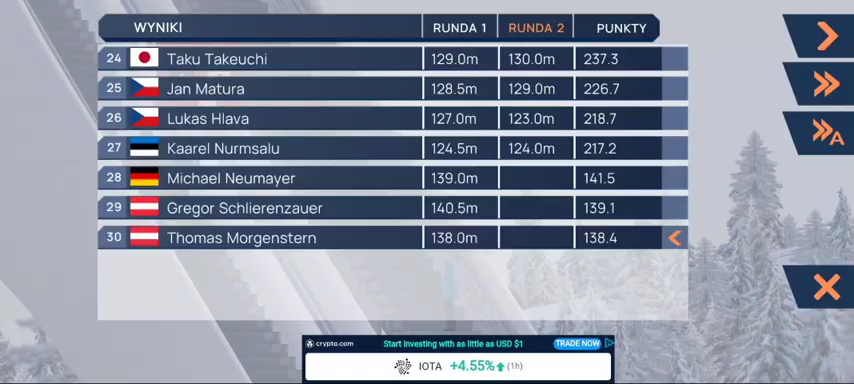 WYNIKI RUNDA 1 RUNDA 2 PUNKTY
24 Taku Takeuchi 129.0m 130.0m 237.3
25 Jan Matura 128.5m 129.0m 226.7
26 Lukas Hlava 127.0m 123.0m 218.7
27 Kaarel Nurmsalu 124.5m 124.0m 217.2
28 Michael Neumayer 139.0m 141.5
29 Gregor Schlierenzauer 140.5m 139.1
30 Thomas Morgenstern 138.0m 138.4
A
crypto.com Start investing with as little as USD $1 TRADE NOW
IOTA +4.55% (1h)